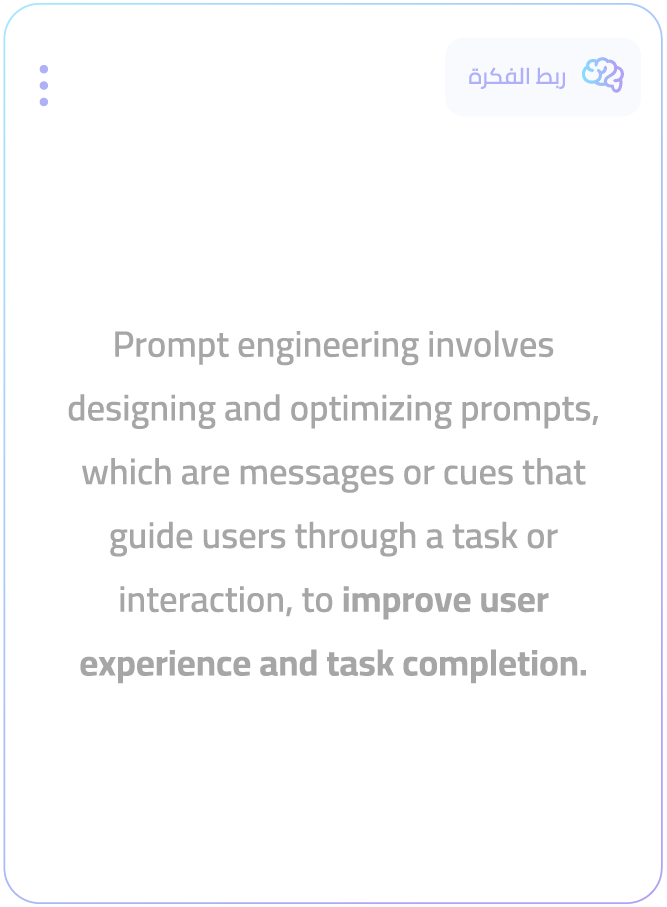 ربط الفكرة
Prompt engineering involves
designing and optimizing prompts,
which are messages or cues that
guide users through a task or
interaction, to improve user
experience and task completion.